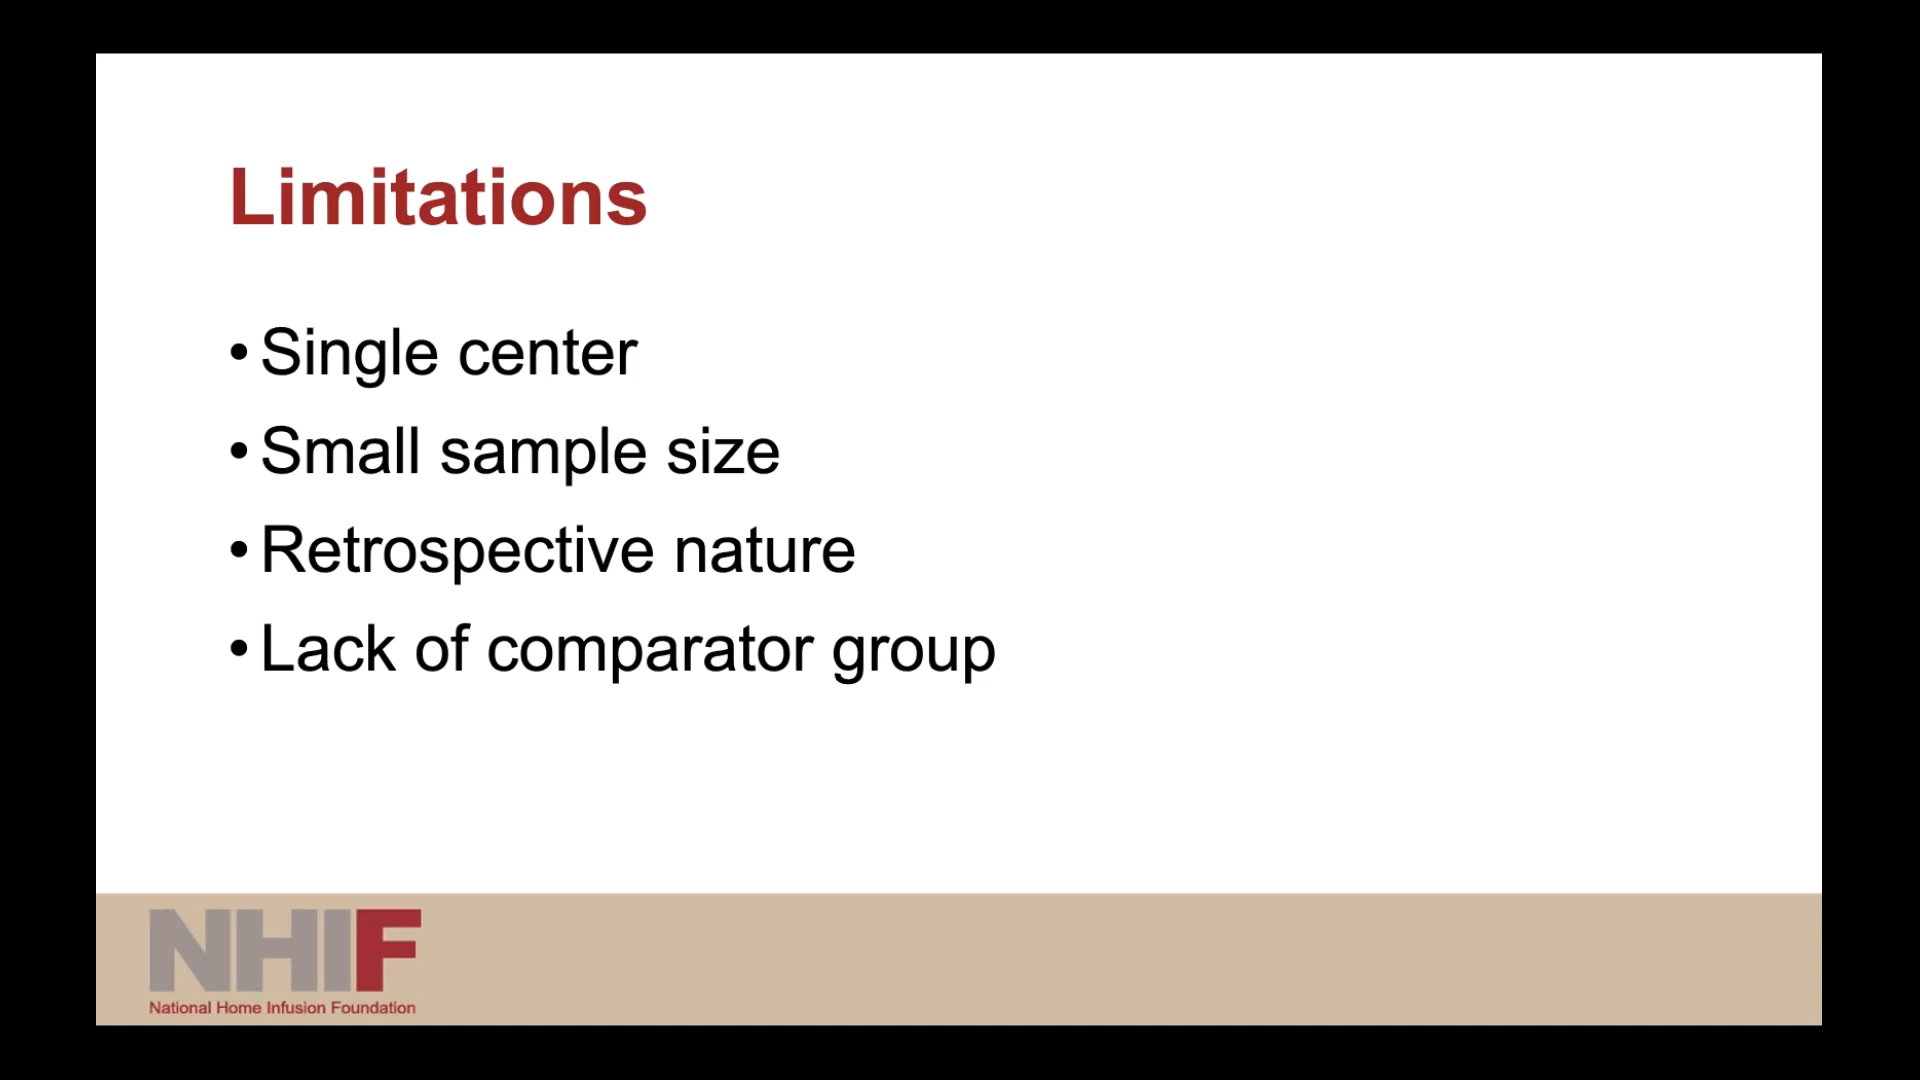 Limitations
• Single center
• Small sample size
• Retrospective nature
• Lack of comparator group
NHIF
National Home Infusion Foundation